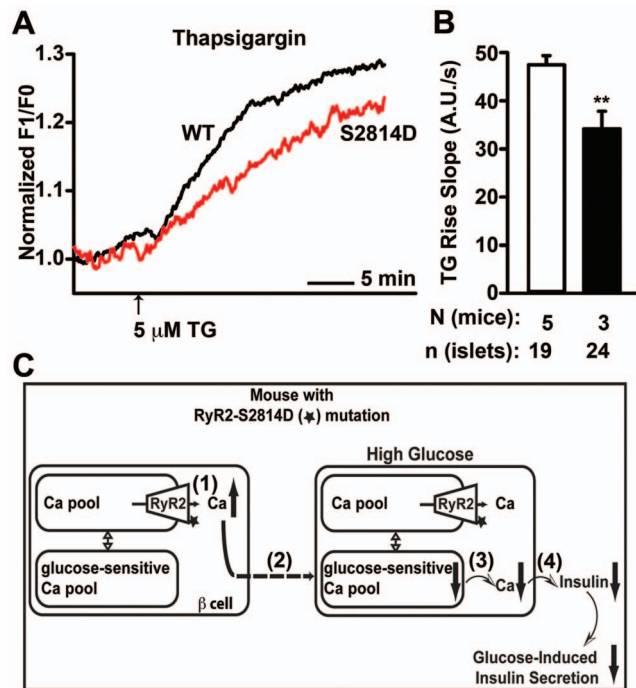 A
Thapsigargin
Normalized F1/F0
1.3
1.2
1.1
1.0
WT
S2814D
5 min
↑
5 μM TG
B
TG Rise Slope (A.U./s)
50
40
30
20
10
0
**
N (mice): 5 3
n (islets): 19 24
C
Mouse with
RyR2-S2814D (★) mutation
High Glucose
Ca pool
RyR2
(1)
Ca
glucose-sensitive
Ca pool
β cell
(2)
Ca pool
RyR2
Ca
glucose-sensitive
Ca pool
(3)
Ca
(4)
Insulin
Glucose-Induced
Insulin Secretion